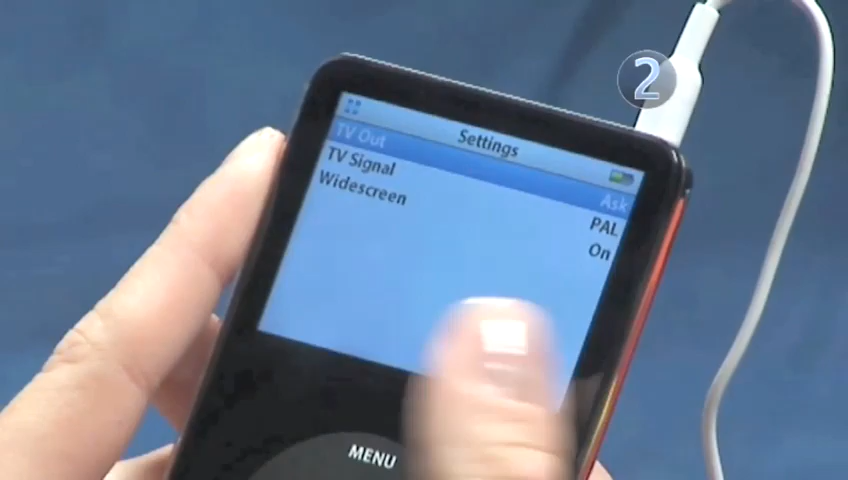 2
Settings
TV Out Ask
TV Signal PAL
Widescreen On
MENU